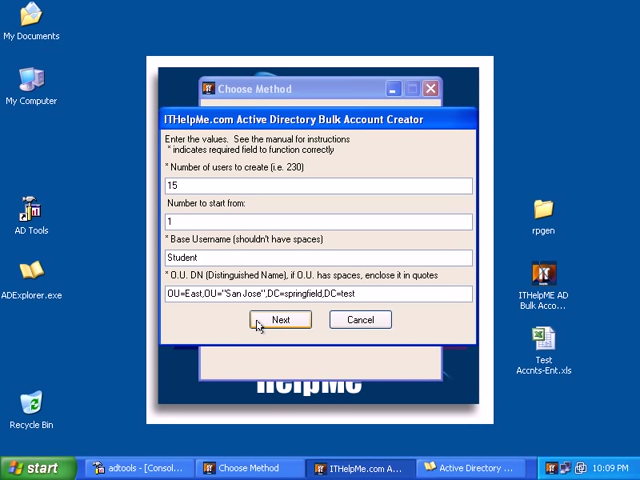 My Documents
My Computer
AD Tools
ADExplorer.exe
Recycle Bin
Choose Method
ITHelpMe.com Active Directory Bulk Account Creator
Enter the values.  See the manual for instructions
* indicates required field to function correctly
* Number of users to create (i.e. 230)
15
Number to start from:
1
* Base Username (shouldn't have spaces)
Student
* O.U. DN (Distinguished Name), if O.U. has spaces, enclose it in quotes
OU=East,OU="San Jose",DC=springfield,DC=test
Next
Cancel
HelpMe
rpgen
ITHelpME AD
Bulk Acco...
Test
Accnts-Ent.xls
start
adtools - [Consol...
Choose Method
ITHelpMe.com A...
Active Directory ...
10:09 PM